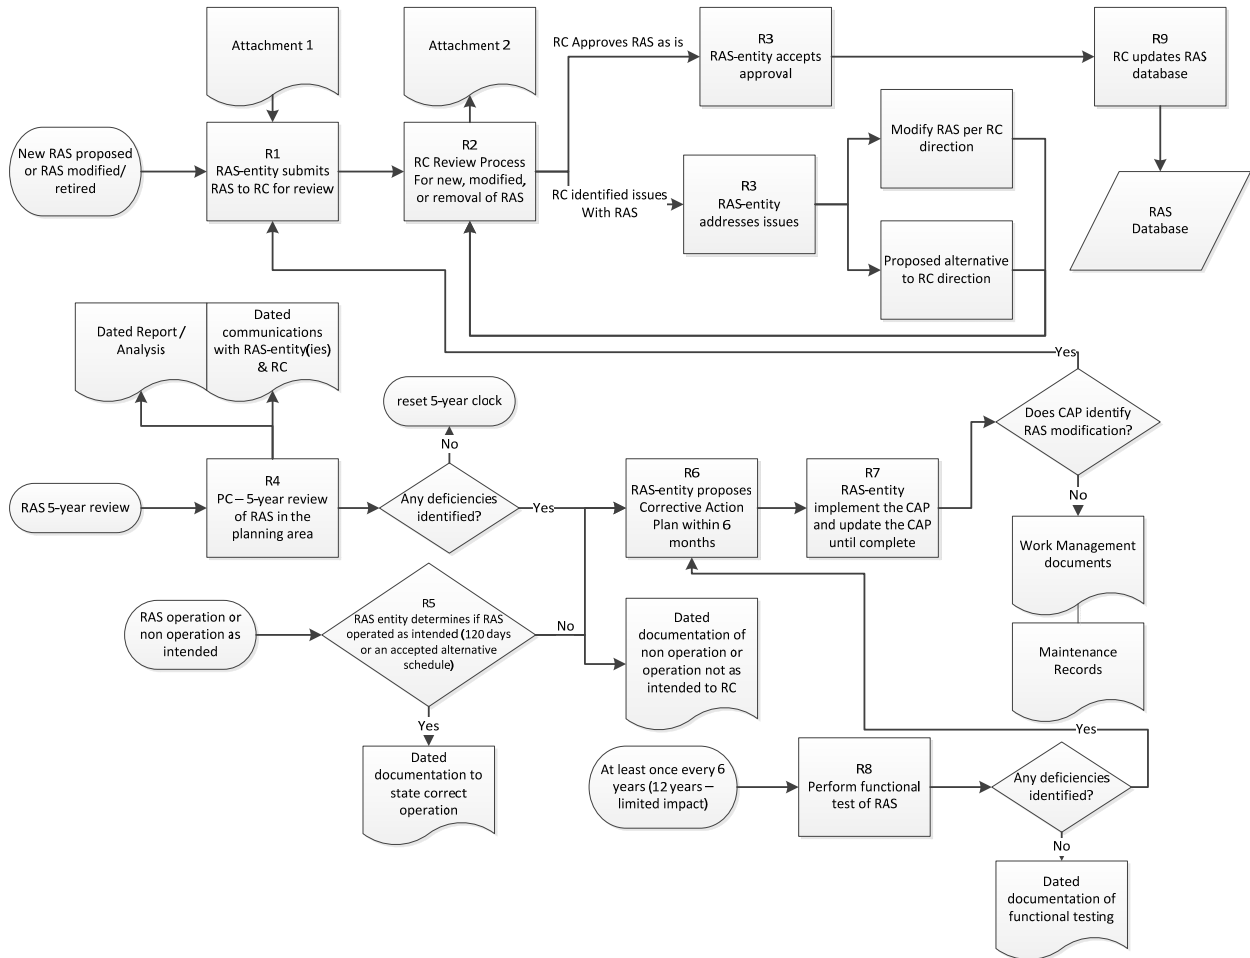 Attachment 1
Attachment 2
RC Approves RAS as is
R3
RAS-entity accepts
approval
R9
RC updates RAS
database
New RAS proposed
or RAS modified/
retired
R1
RAS-entity submits
RAS to RC for review
R2
RC Review Process
For new, modified,
or removal of RAS
RC identified issues
With RAS
R3
RAS-entity
addresses issues
Modify RAS per RC
direction
Proposed alternative
to RC direction
RAS
Database
Dated Report /
Analysis
Dated
communications
with RAS-entity(ies)
& RC
reset 5-year clock
No
Yes
Does CAP identify
RAS modification?
No
RAS 5-year review
R4
PC – 5-year review
of RAS in the
planning area
Any deficiencies
identified?
Yes
R6
RAS-entity proposes
Corrective Action
Plan within 6
months
R7
RAS-entity
implement the CAP
and update the CAP
until complete
Work Management
documents
Maintenance
Records
RAS operation or
non operation as
intended
R5
RAS entity determines if RAS
operated as intended (120 days
or an accepted alternative
schedule)
No
Yes
Dated
documentation of
non operation or
operation not as
intended to RC
Dated
documentation to
state correct
operation
At least once every 6
years (12 years –
limited impact)
R8
Perform functional
test of RAS
Any deficiencies
identified?
Yes
No
Dated
documentation of
functional testing